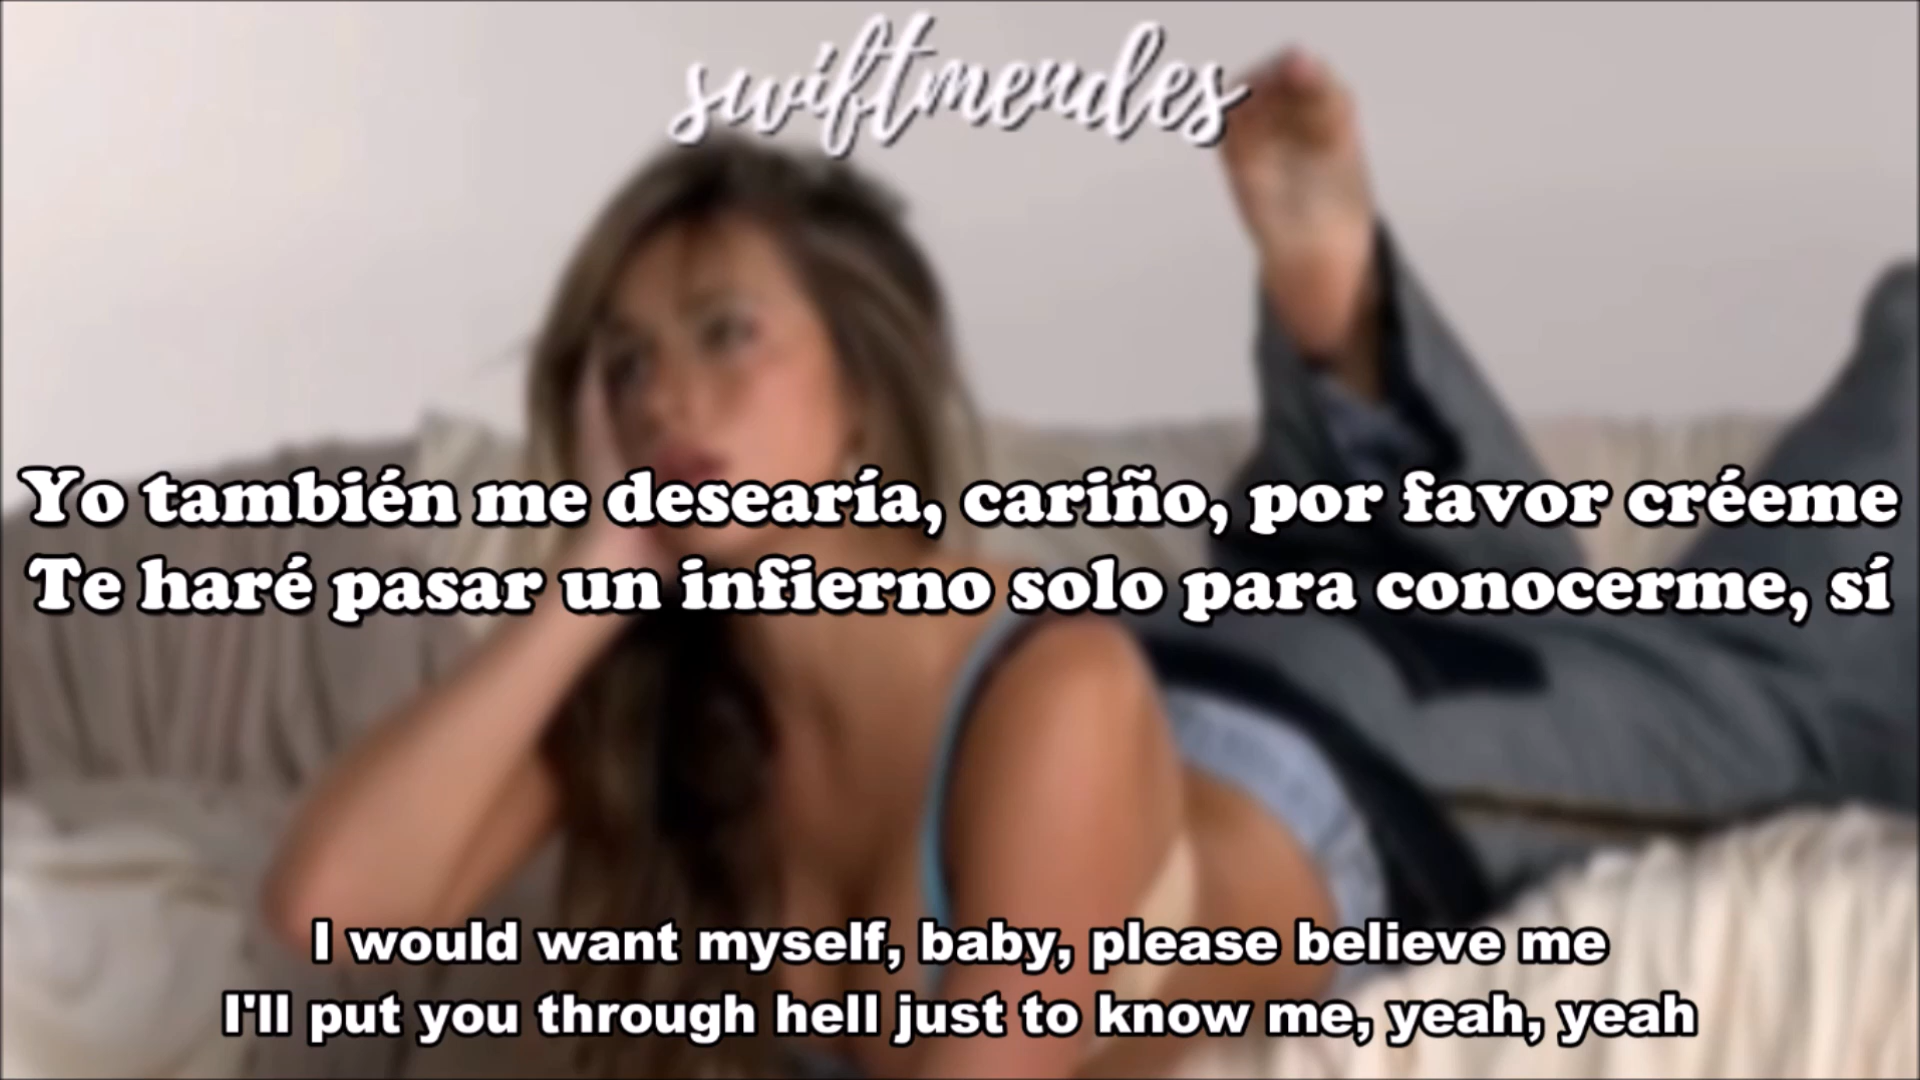 swiftmendes
Yo también me desearía, cariño, por favor créeme
Te haré pasar un infierno solo para conocerme, sí
I would want myself, baby, please believe me
I'll put you through hell just to know me, yeah, yeah